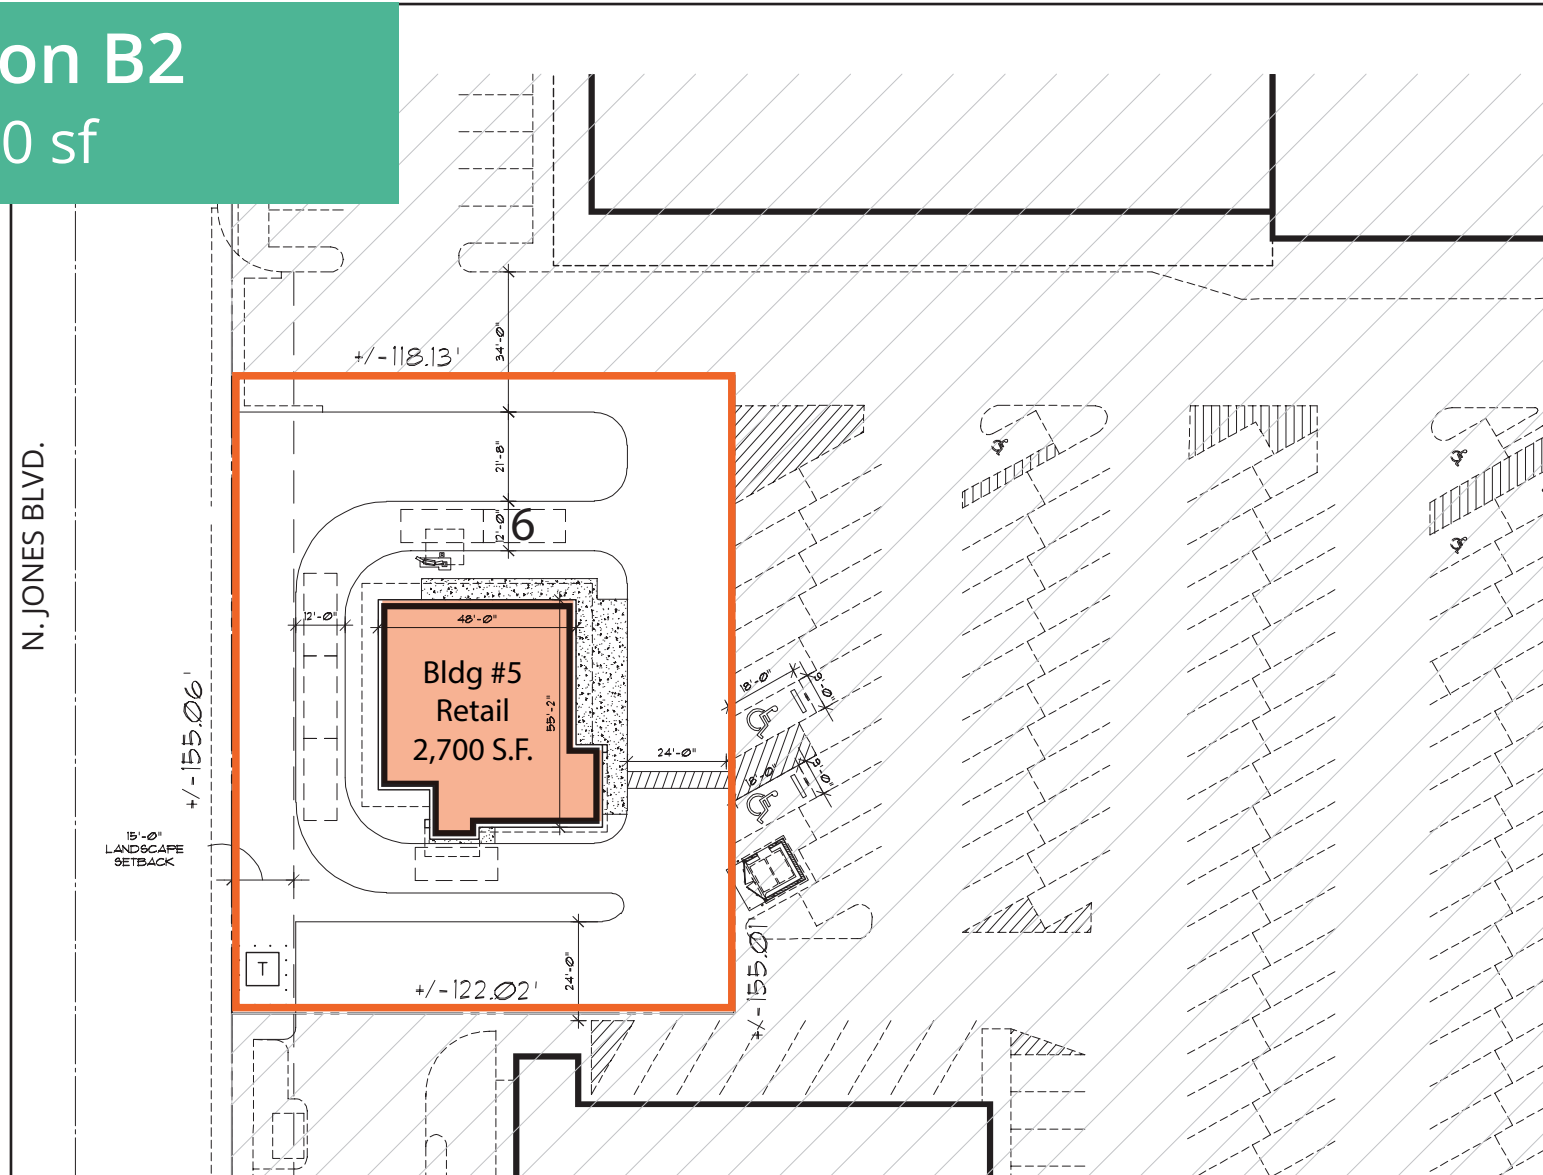 on B2
0 sf
N. JONES BLVD.
+/-118.13'
34'-0"
21'-8"
12'-0"
6
12'-0"
48'-0"
Bldg #5
Retail
2,700 S.F.
55'-2"
+/-155.06'
15'-0"
LANDSCAPE
SETBACK
24'-0"
18'-0"
9'-0"
18'-0"
9'-0"
T
+/-122.02'
24'-0"
+/-155.01